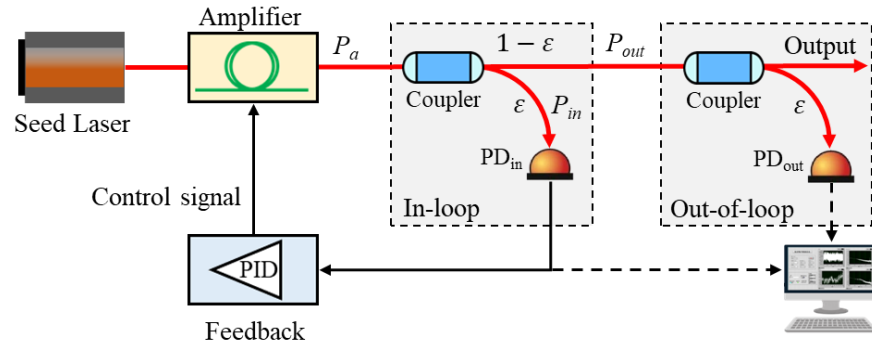 Amplifier
Seed Laser
P_a
1 − ε
Coupler
ε
P_in
PD_in
In-loop
P_out
Output
Coupler
ε
PD_out
Out-of-loop
Control signal
PID
Feedback